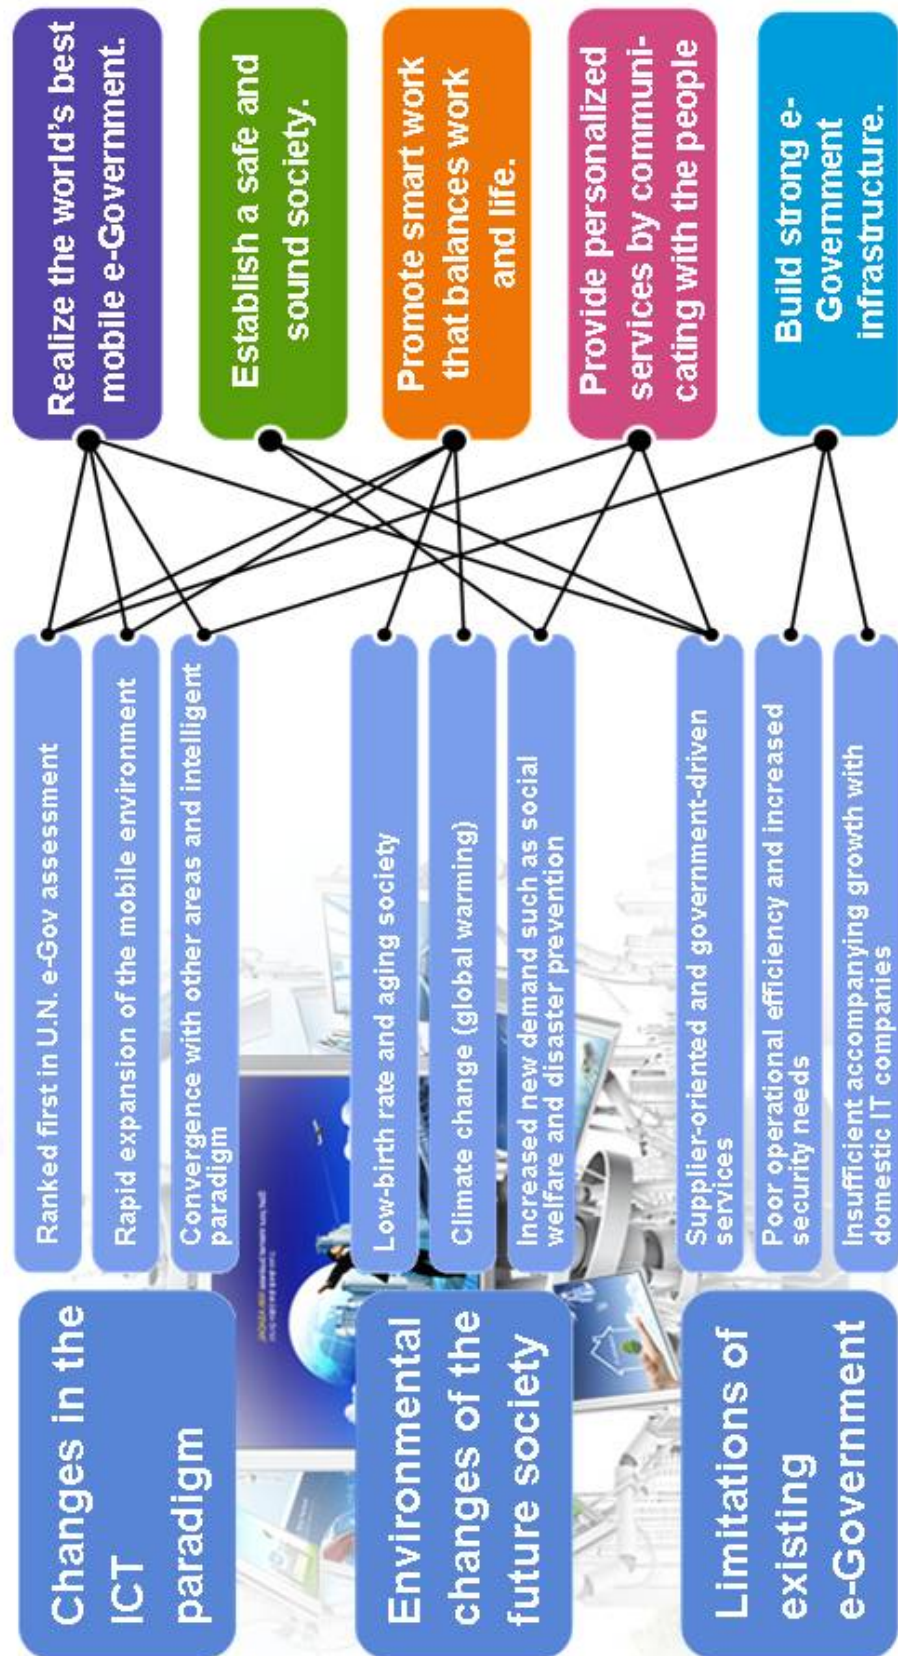 Changes in the
ICT
paradigm
Ranked first in U.N. e-Gov assessment
Rapid expansion of the mobile environment
Convergence with other areas and intelligent
paradigm
Environmental
changes of the
future society
Low-birth rate and aging society
Climate change (global warming)
Increased new demand such as social
welfare and disaster prevention
Limitations of
existing
e-Government
Supplier-oriented and government-driven
services
Poor operational efficiency and increased
security needs
Insufficient accompanying growth with
domestic IT companies
Realize the world's best
mobile e-Government.
Establish a safe and
sound society.
Promote smart work
that balances work
and life.
Provide personalized
services by communi-
cating with the people
Build strong e-
Government
infrastructure.